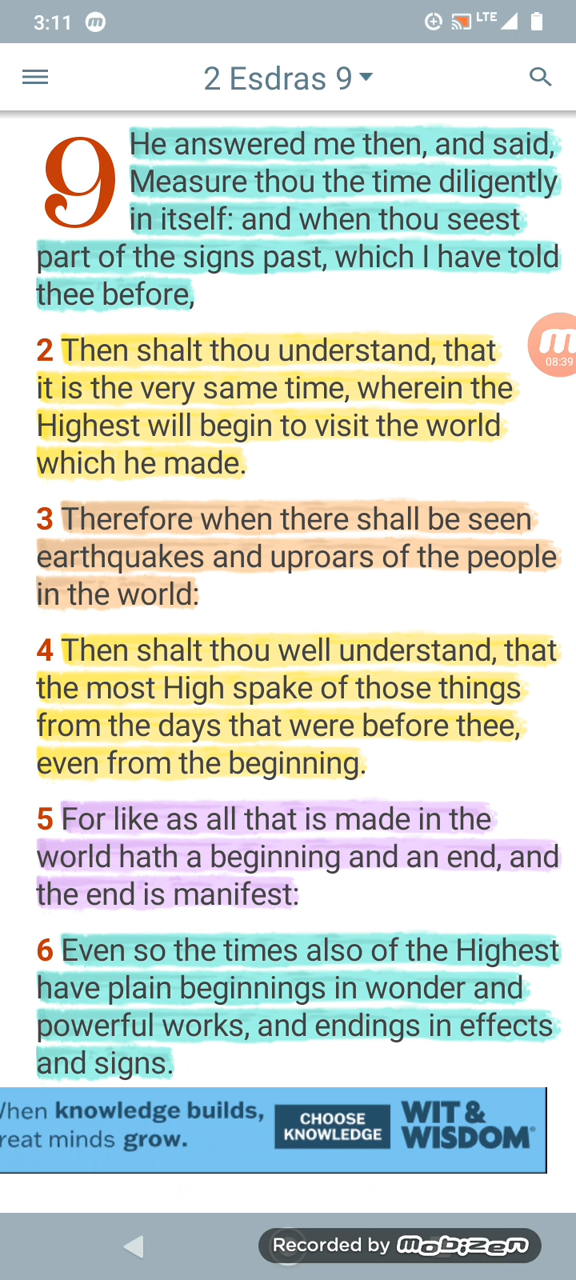 3:11
LTE
2 Esdras 9
9 He answered me then, and said,
Measure thou the time diligently
in itself: and when thou seest
part of the signs past, which I have told
thee before,
2 Then shalt thou understand, that
it is the very same time, wherein the
Highest will begin to visit the world
which he made.
08:39
3 Therefore when there shall be seen
earthquakes and uproars of the people
in the world:
4 Then shalt thou well understand, that
the most High spake of those things
from the days that were before thee,
even from the beginning.
5 For like as all that is made in the
world hath a beginning and an end, and
the end is manifest:
6 Even so the times also of the Highest
have plain beginnings in wonder and
powerful works, and endings in effects
and signs.
hen knowledge builds,
reat minds grow.
CHOOSE
KNOWLEDGE
WIT &
WISDOM®
Recorded by mobizen